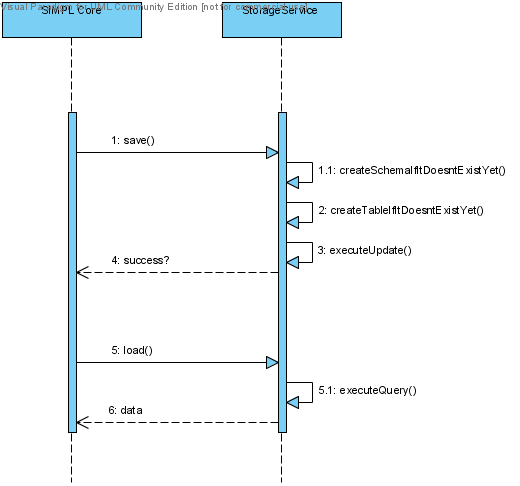 Visual Paradigm for UML Community Edition [not for commercial use]
SIMPL Core
StorageService
1: save()
1.1: createSchemaIfItDoesntExistYet()
2: createTableIfItDoesntExistYet()
3: executeUpdate()
4: success?
5: load()
5.1: executeQuery()
6: data